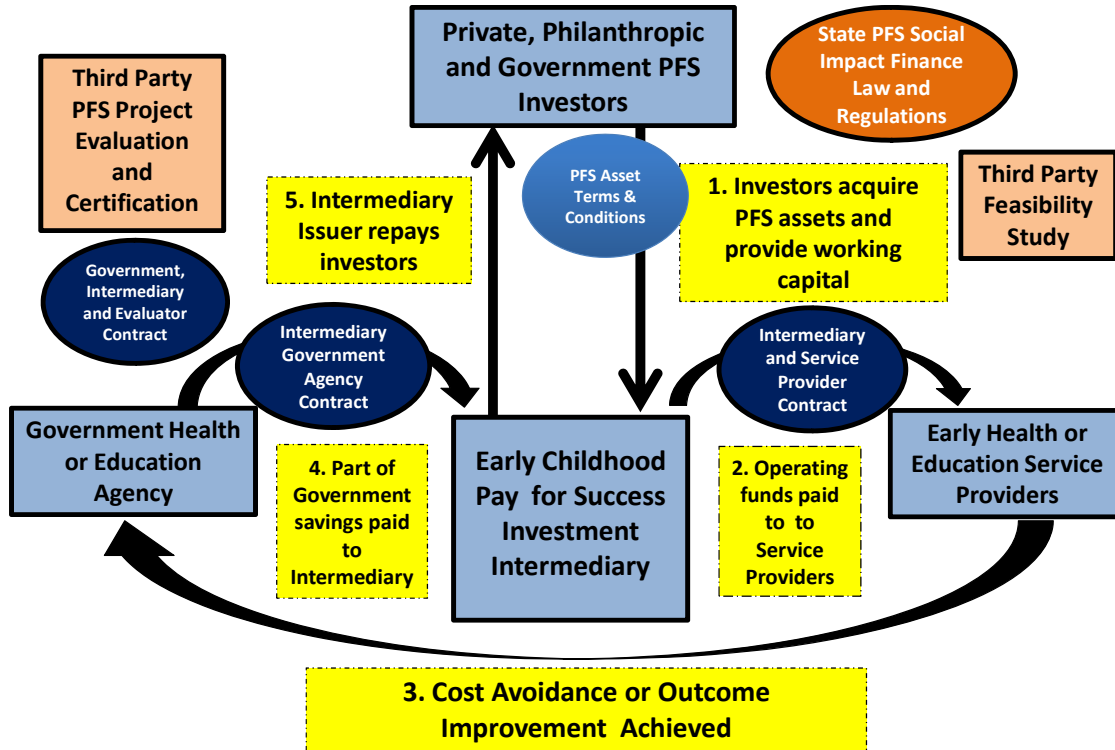 Private, Philanthropic
and Government PFS
Investors
State PFS Social
Impact Finance
Law and
Regulations
Third Party
PFS Project
Evaluation
and
Certification
PFS Asset
Terms &
Conditions
1. Investors acquire
PFS assets and
provide working
capital
Third Party
Feasibility
Study
5. Intermediary
Issuer repays
investors
Government,
Intermediary
and Evaluator
Contract
Intermediary
Government
Agency
Contract
Intermediary
and Service
Provider
Contract
Government Health
or Education
Agency
4. Part of
Government
savings paid
to
Intermediary
Early Childhood
Pay for Success
Investment
Intermediary
2. Operating
funds paid
to to
Service
Providers
Early Health or
Education Service
Providers
3. Cost Avoidance or Outcome
Improvement Achieved